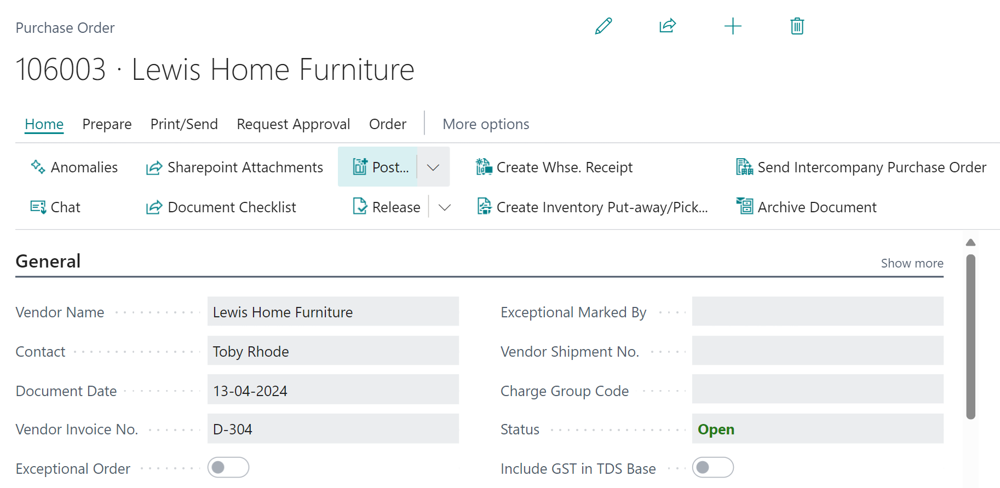 Purchase Order
106003 · Lewis Home Furniture
Home Prepare Print/Send Request Approval Order More options
Anomalies Sharepoint Attachments Post... Create Whse. Receipt Send Intercompany Purchase Order
Chat Document Checklist Release Create Inventory Put-away/Pick... Archive Document
General Show more
Vendor Name Lewis Home Furniture Exceptional Marked By
Contact Toby Rhode Vendor Shipment No.
Document Date 13-04-2024 Charge Group Code
Vendor Invoice No. D-304 Status Open
Exceptional Order Include GST in TDS Base